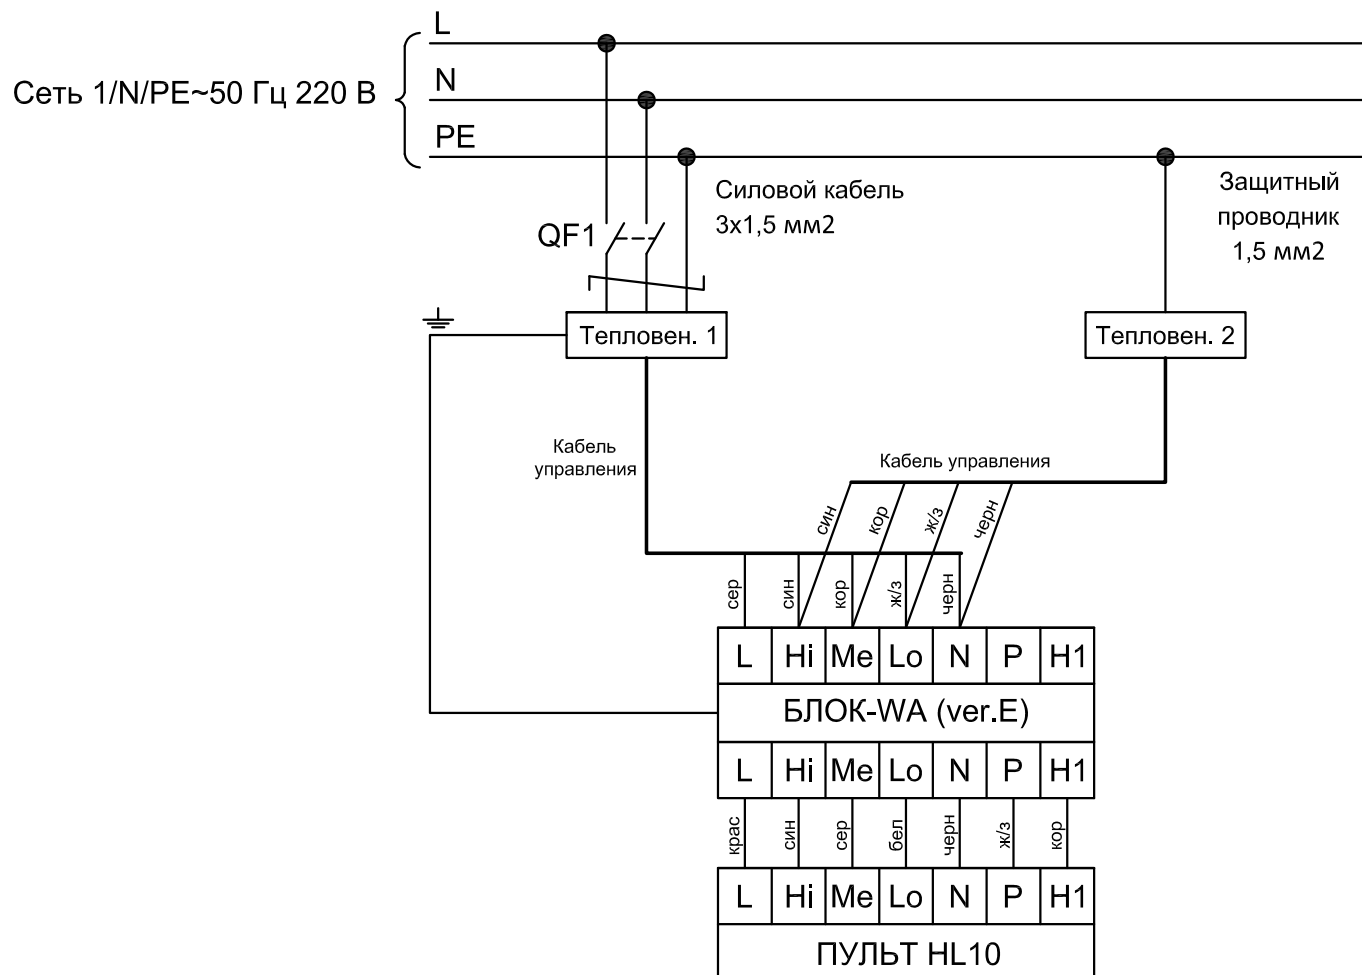 L
Сеть 1/N/PE~50 Гц 220 В
N
PE
Силовой кабель
3x1,5 мм2
Защитный
проводник
1,5 мм2
QF1
Тепловен. 1
Тепловен. 2
Кабель
управления
Кабель управления
син
кор
ж/з
черн
сер
син
кор
ж/з
черн
L Hi Me Lo N P H1
БЛОК-WA (ver.E)
L Hi Me Lo N P H1
крас
син
сер
бел
черн
ж/з
кор
L Hi Me Lo N P H1
ПУЛЬТ HL10